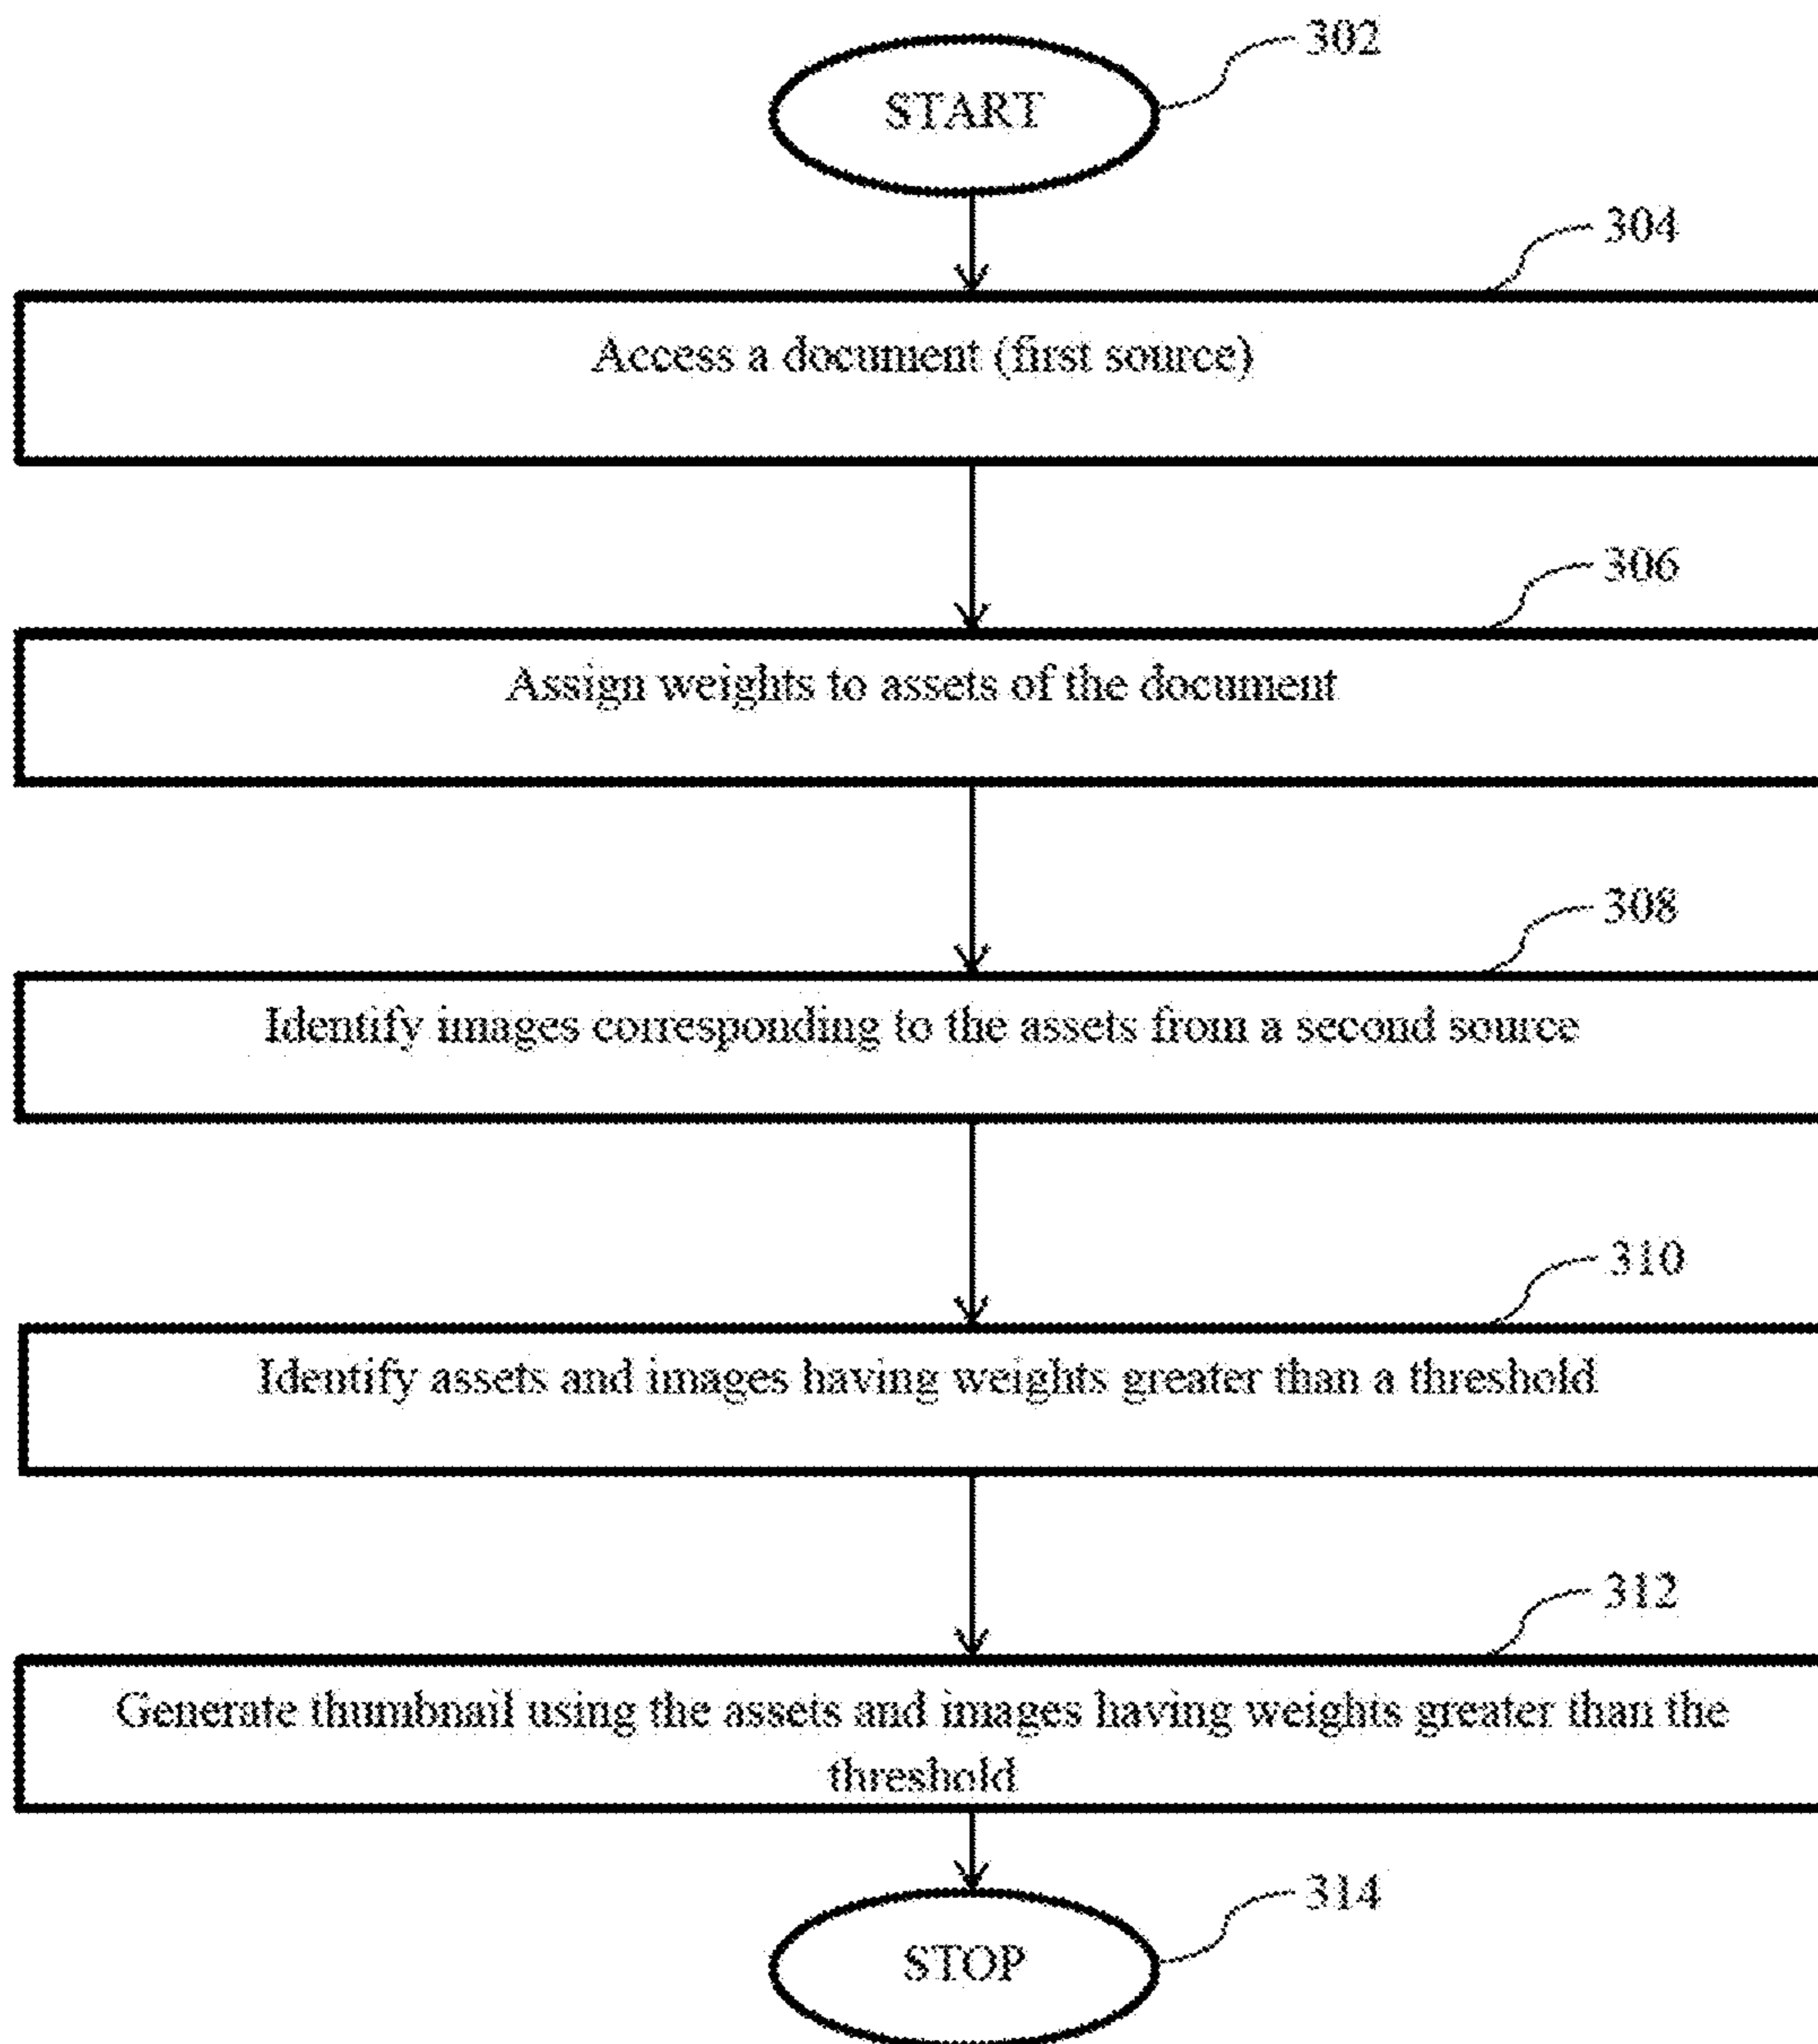 302
START
304
Access a document (first source)
306
Assign weights to assets of the document
308
Identify images corresponding to the assets from a second source
310
Identify assets and images having weights greater than a threshold
312
Generate thumbnail using the assets and images having weights greater than the
threshold
314
STOP